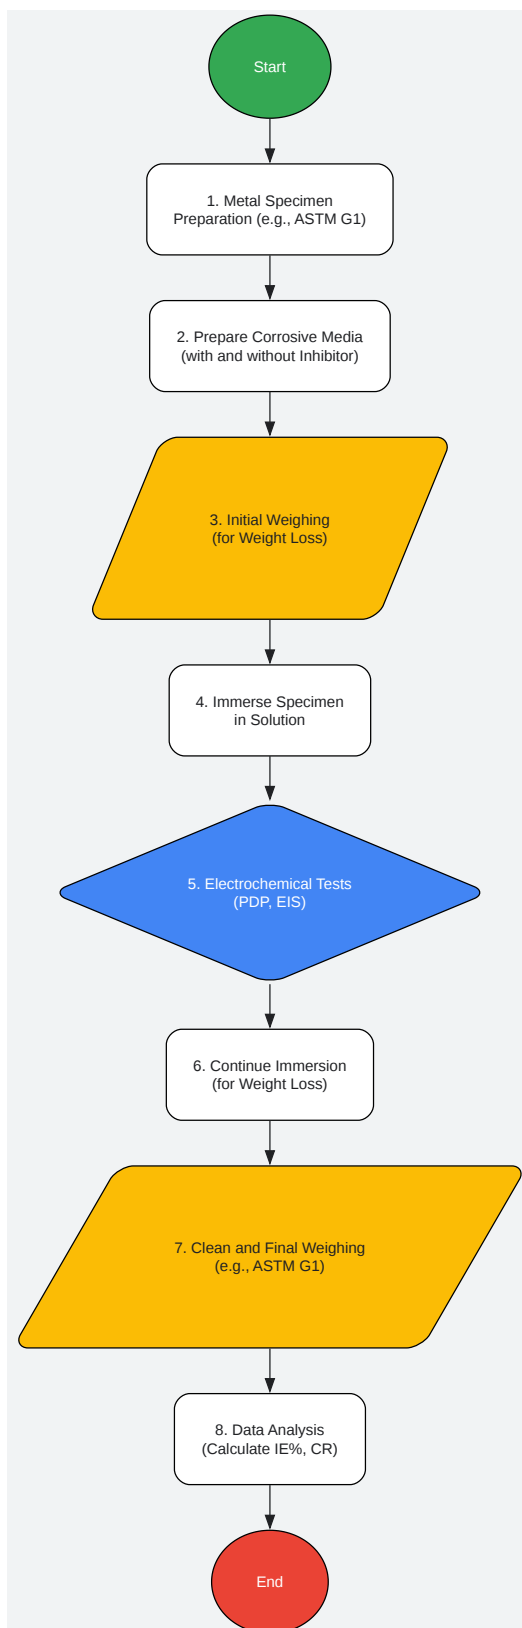 Start
1. Metal Specimen
Preparation (e.g., ASTM G1)
2. Prepare Corrosive Media
(with and without Inhibitor)
3. Initial Weighing
(for Weight Loss)
4. Immerse Specimen
in Solution
5. Electrochemical Tests
(PDP, EIS)
6. Continue Immersion
(for Weight Loss)
7. Clean and Final Weighing
(e.g., ASTM G1)
8. Data Analysis
(Calculate IE%, CR)
End